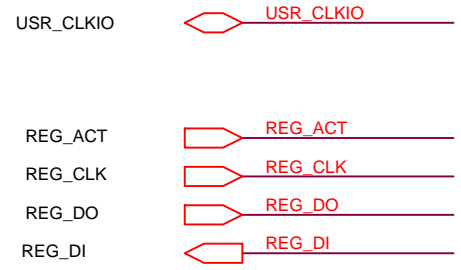 USR_CLKIO USR_CLKIO
REG_ACT REG_ACT
REG_CLK REG_CLK
REG_DO REG_DO
REG_DI REG_DI